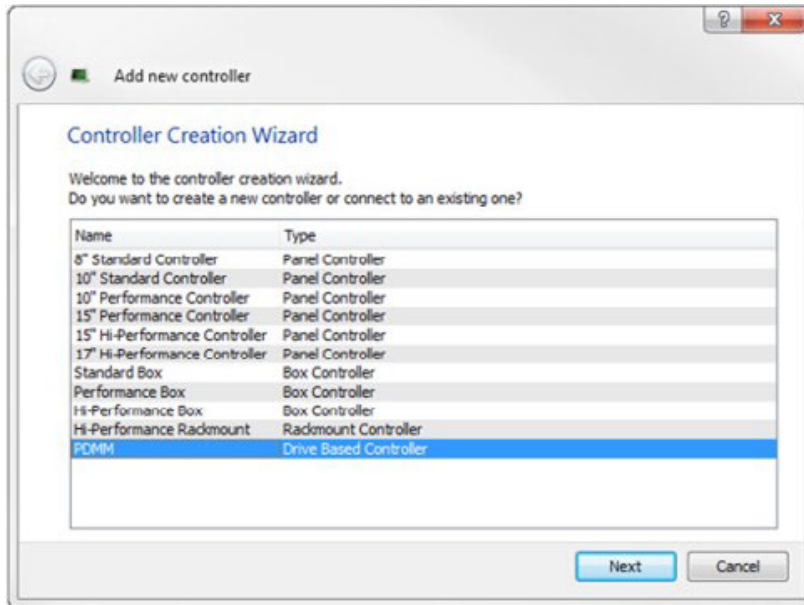 Add new controller
Controller Creation Wizard
Welcome to the controller creation wizard.
Do you want to create a new controller or connect to an existing one?
Name Type
8" Standard Controller Panel Controller
10" Standard Controller Panel Controller
10" Performance Controller Panel Controller
15" Performance Controller Panel Controller
15" Hi-Performance Controller Panel Controller
17" Hi-Performance Controller Panel Controller
Standard Box Box Controller
Performance Box Box Controller
Hi-Performance Box Box Controller
Hi-Performance Rackmount Rackmount Controller
PDMM Drive Based Controller
Next Cancel